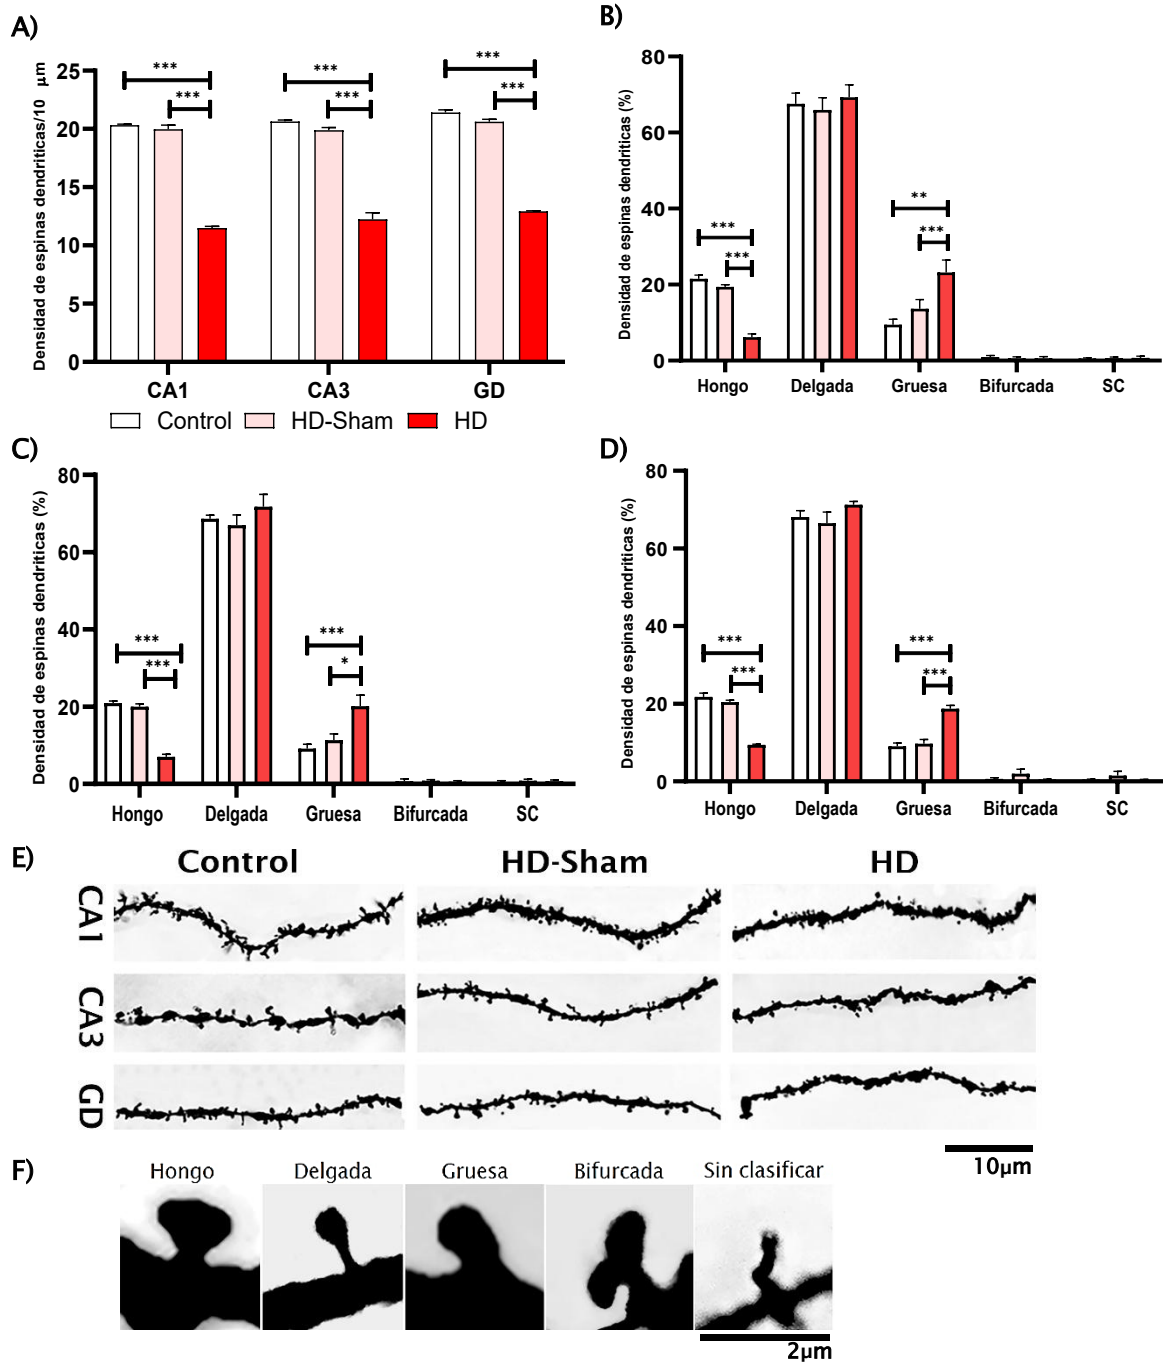 A)
Densidad de espinas dendríticas/10 µm
25
20
15
10
5
0
***
***
***
***
***
***
CA1
CA3
GD
Control
HD-Sham
HD
B)
Densidad de espinas dendríticas (%)
80
60
40
20
0
***
***
**
***
Hongo
Delgada
Gruesa
Bifurcada
SC
C)
Densidad de espinas dendríticas (%)
80
60
40
20
0
***
***
***
*
Hongo
Delgada
Gruesa
Bifurcada
SC
D)
Densidad de espinas dendríticas (%)
80
60
40
20
0
***
***
***
***
Hongo
Delgada
Gruesa
Bifurcada
SC
E)
Control
HD-Sham
HD
CA1
CA3
GD
10µm
F)
Hongo
Delgada
Gruesa
Bifurcada
Sin clasificar
2µm